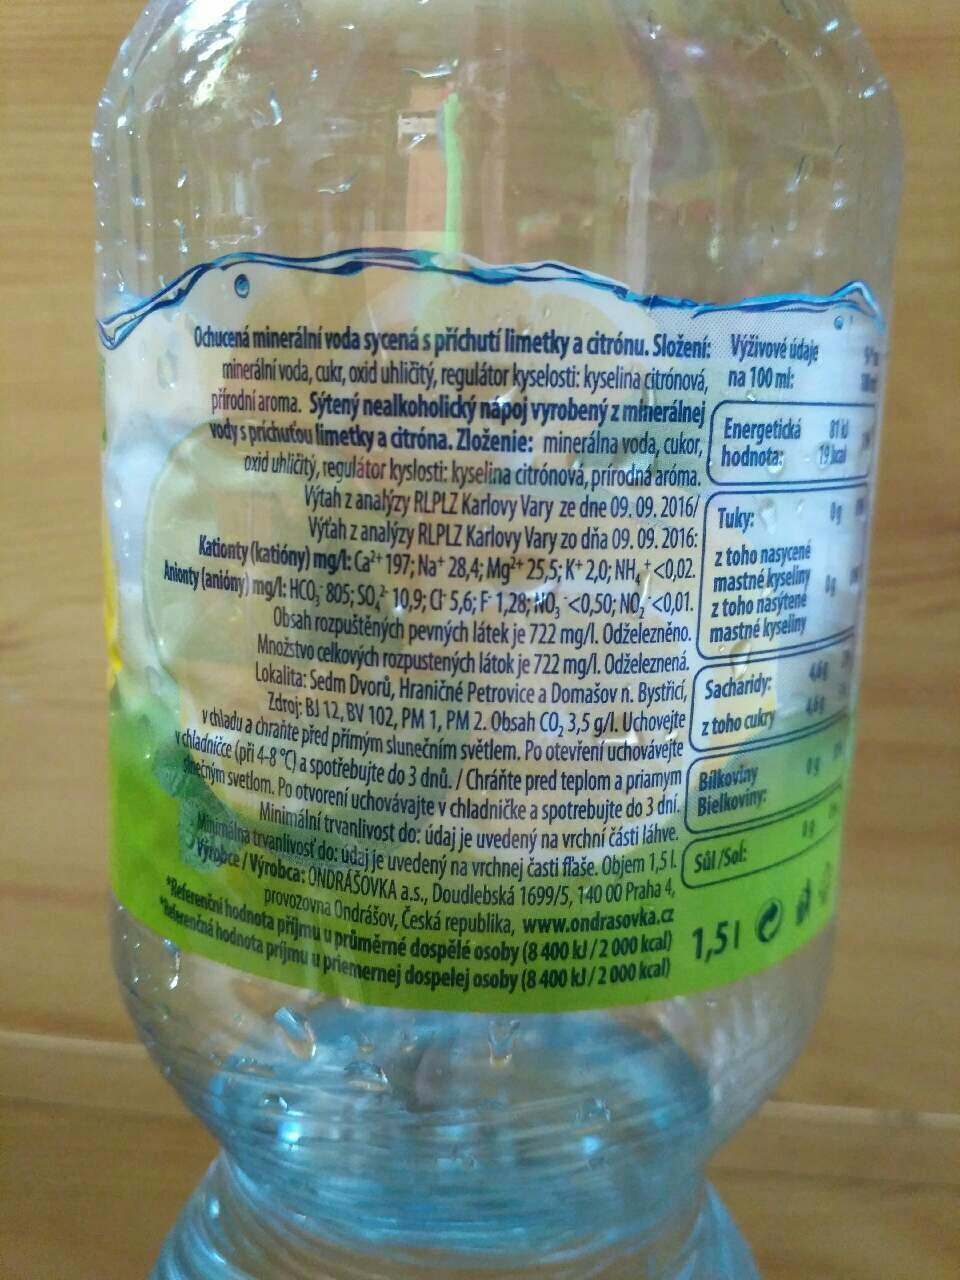 Ochucená minerální voda sycená s příchutí limetky a citrónu. Složení:
minerální voda, cukr, oxid uhličitý, regulátor kyselosti: kyselina citrónová,
přírodní aroma. Sýtený nealkoholický nápoj vyrobený z minerálnej
vody s príchuťou limetky a citróna. Zloženie: minerálna voda, cukor,
oxid uhličitý, regulátor kyslosti: kyselina citrónová, prírodná aróma.
Výtah z analýzy RLPLZ Karlovy Vary ze dne 09. 09. 2016/
Výťah z analýzy RLPLZ Karlovy Vary zo dňa 09. 09. 2016:
Kationty (katióny) mg/l: Ca²⁺ 197; Na⁺ 28,4; Mg²⁺ 25,5; K⁺ 2,0; NH₄⁺ <0,02.
Anionty (anióny) mg/l: HCO₃⁻ 805; SO₄²⁻ 10,9; Cl⁻ 5,6; F⁻ 1,28; NO₃⁻ <0,50; NO₂⁻ <0,01.
Obsah rozpuštěných pevných látek je 722 mg/l. Odželezněno.
Množstvo celkových rozpustených látok je 722 mg/l. Odželeznená.
Lokalita: Sedm Dvorů, Hraničné Petrovice a Domašov n. Bystřicí,
Zdroj: BJ 12, BV 102, PM 1, PM 2. Obsah CO₂ 3,5 g/l. Uchovejte
v chladu a chraňte před přímým slunečním světlem. Po otevření uchovávejte
v chladničce (při 4-8 °C) a spotřebujte do 3 dnů. / Chráňte pred teplom a priamym
slnečným svetlom. Po otvorení uchovávajte v chladničke a spotrebujte do 3 dní.
Minimální trvanlivost do: údaj je uvedený na vrchní části láhve.
Minimálna trvanlivosť do: údaj je uvedený na vrchnej časti fľaše. Objem 1,5 l.
Výrobce / Výrobca: ONDRÁŠOVKA a.s., Doudlebská 1699/5, 140 00 Praha 4,
provozovna Ondrášov, Česká republika, www.ondrasovka.cz
*Referenční hodnota příjmu u průměrné dospělé osoby (8 400 kJ / 2 000 kcal)
*Referenčná hodnota príjmu u priemernej dospelej osoby (8 400 kJ / 2 000 kcal)
Výživové údaje
na 100 ml:
Energetická 81 kJ
hodnota: 19 kcal
Tuky: 0 g
z toho nasycené
mastné kyseliny 0 g
z toho nasýtené
mastné kyseliny
Sacharidy: 4,6 g
z toho cukry 4,6 g
Bílkoviny 0 g
Bielkoviny:
Sůl /Soľ: 0 g
1,5 l